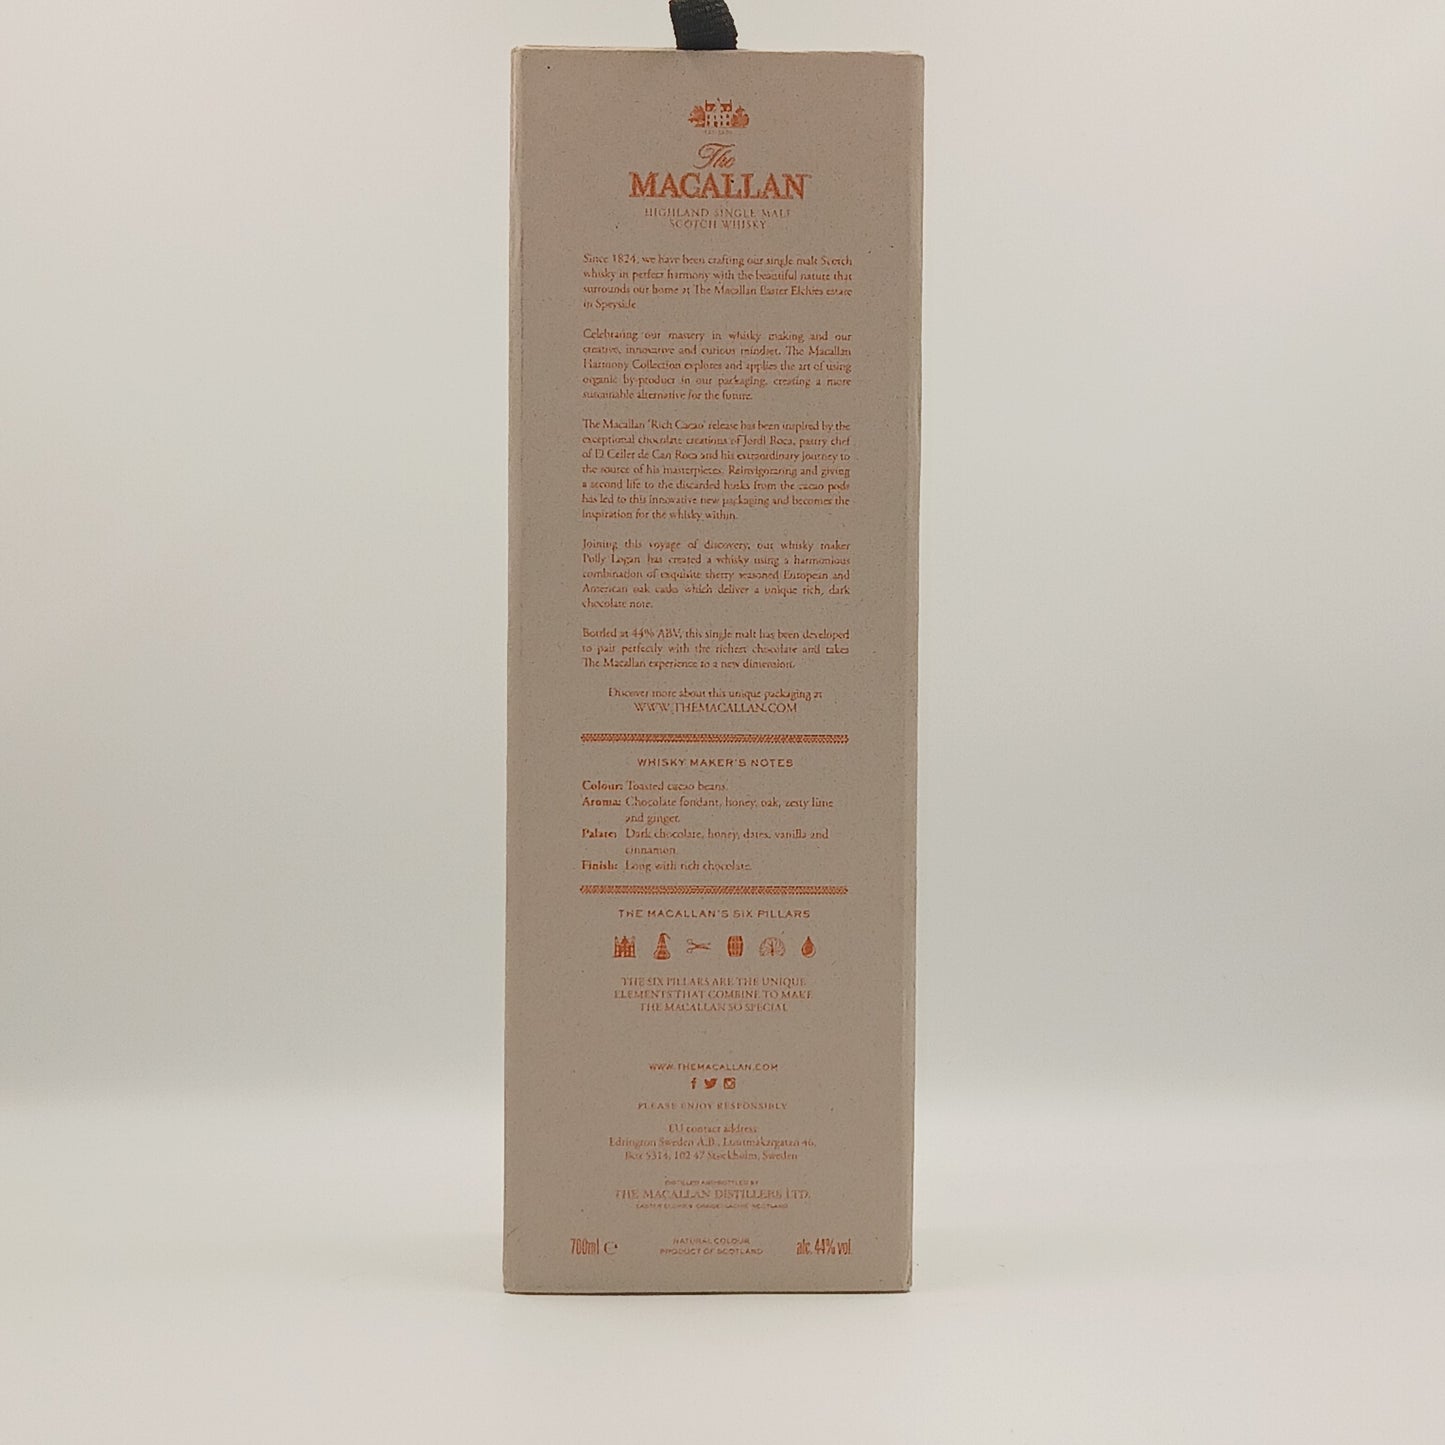 The
MACALLAN
HIGHLAND SINGLE MALT
SCOTCH WHISKY
Since 1824, we have been crafting our single malt Scotch
whisky in perfect harmony with the beautiful nature that
surrounds our home at The Macallan Easter Elchies estate
in Speyside
Celebrating our mastery in whisky making and our
creative, innovative and curious mindset, The Macallan
Harmony Collection explores and applies the art of using
organic by-product in our packaging, creating a more
sustainable alternative for the future.
The Macallan 'Rich Cacao' release has been inspired by the
exceptional chocolate creations of Jordi Roca, pastry chef
of El Celler de Can Roca and his extraordinary journey to
the source of his masterpieces. Reinvigorating and giving
a second life to the discarded husks from the cacao pods
has led to this innovative new packaging and becomes the
inspiration for the whisky within.
Joining this voyage of discovery, our whisky maker
Polly Logan has created a whisky using a harmonious
combination of exquisite sherry seasoned European and
American oak casks which deliver a unique rich, dark
chocolate note.
Bottled at 44% ABV, this single malt has been developed
to pair perfectly with the richest chocolate and takes
The Macallan experience to a new dimension.
Discover more about this unique packaging at
WWW.THEMACALLAN.COM
WHISKY MAKER'S NOTES
Colour: Toasted cacao beans.
Aroma: Chocolate fondant, honey, oak, zesty lime
and ginger.
Palate: Dark chocolate, honey, dates, vanilla and
cinnamon.
Finish: Long with rich chocolate.
THE MACALLAN'S SIX PILLARS
THE SIX PILLARS ARE THE UNIQUE
ELEMENTS THAT COMBINE TO MAKE
THE MACALLAN SO SPECIAL
WWW.THEMACALLAN.COM
PLEASE ENJOY RESPONSIBLY
EU contact address:
Edrington Sweden A.B., Luntmakargatan 46,
Box 5314, 102 47 Stockholm, Sweden
DISTILLED AND BOTTLED BY
THE MACALLAN DISTILLERS LTD.
EASTER ELCHIES CRAIGELLACHIE SCOTLAND
700ml e NATURAL COLOUR alc. 44% vol
PRODUCT OF SCOTLAND